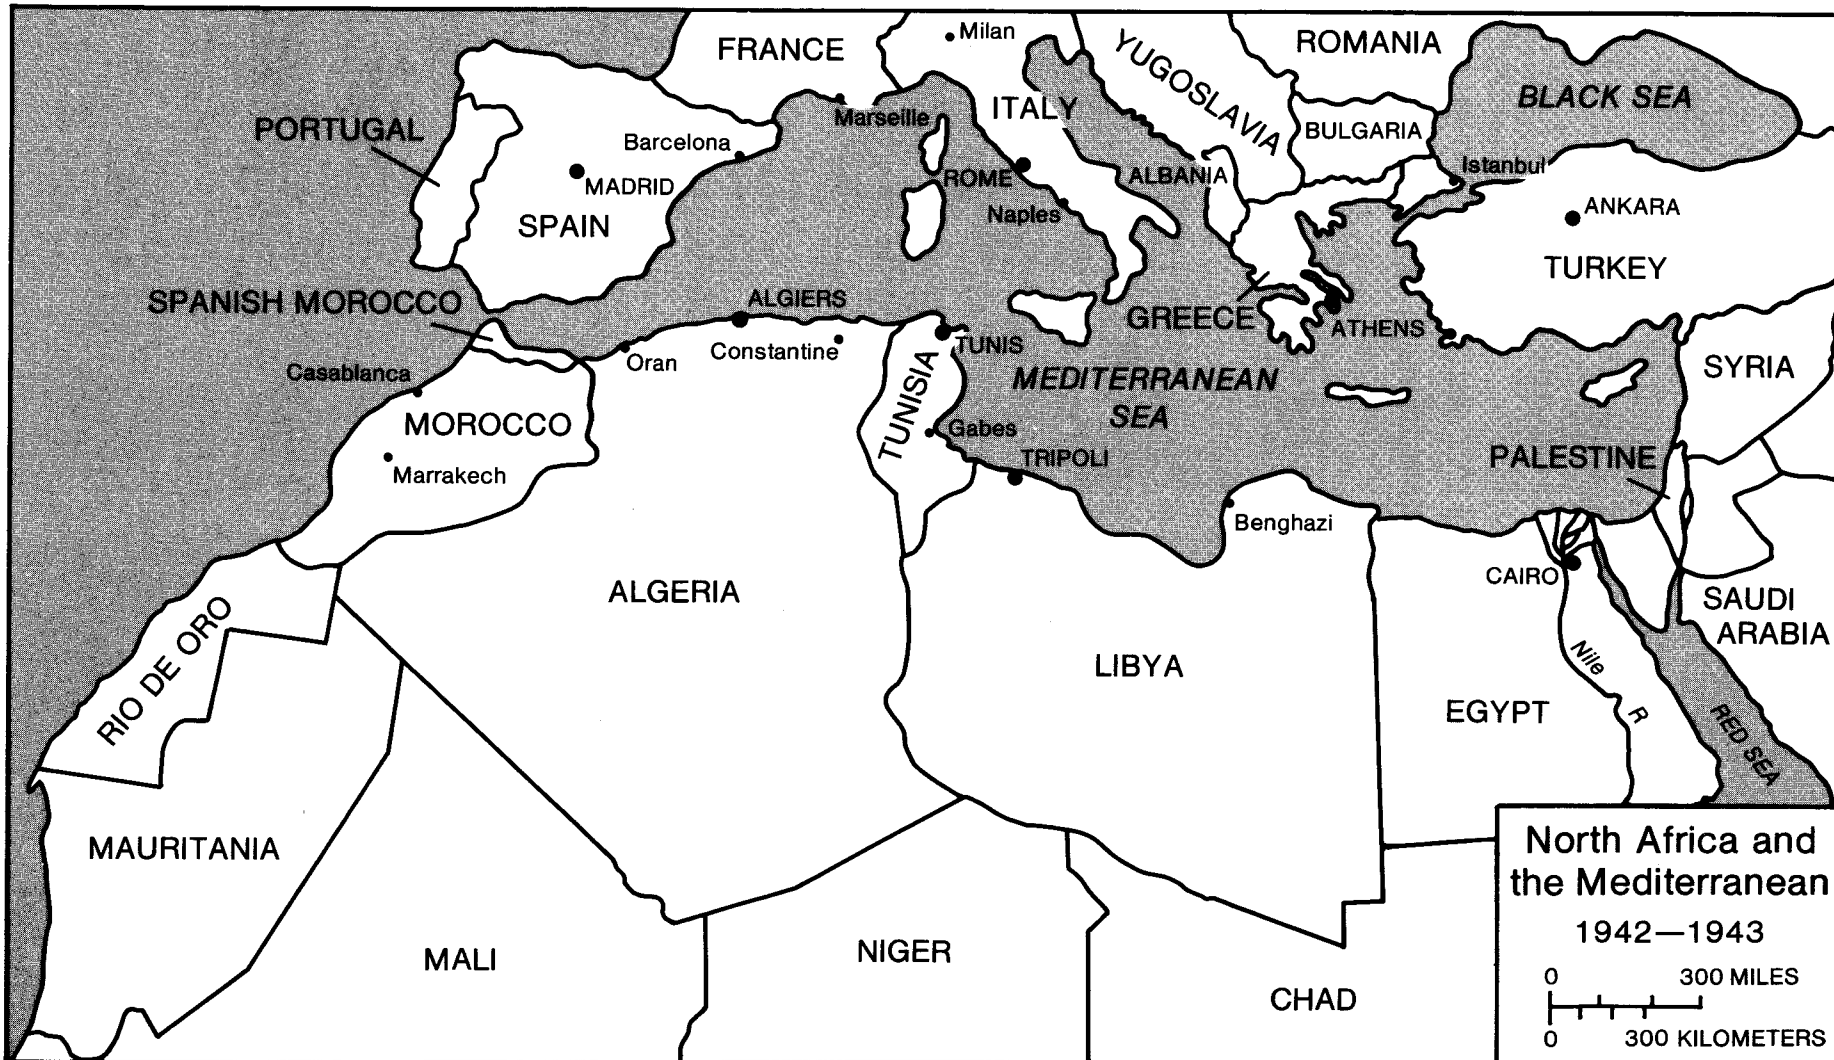 FRANCE
Milan
YUGOSLAVIA
ROMANIA
BLACK SEA
PORTUGAL
Barcelona
Marseille
ITALY
BULGARIA
MADRID
ROME
ALBANIA
Istanbul
SPAIN
Naples
ANKARA
TURKEY
SPANISH MOROCCO
ALGIERS
GREECE
ATHENS
Casablanca
Oran
Constantine
TUNIS
TUNISIA
MEDITERRANEAN
SEA
SYRIA
MOROCCO
Gabes
Marrakech
TRIPOLI
PALESTINE
Benghazi
CAIRO
ALGERIA
SAUDI
ARABIA
RIO DE ORO
LIBYA
Nile
R
EGYPT
RED SEA
MAURITANIA
MALI
NIGER
CHAD
North Africa and
the Mediterranean
1942—1943
0 300 MILES
0 300 KILOMETERS